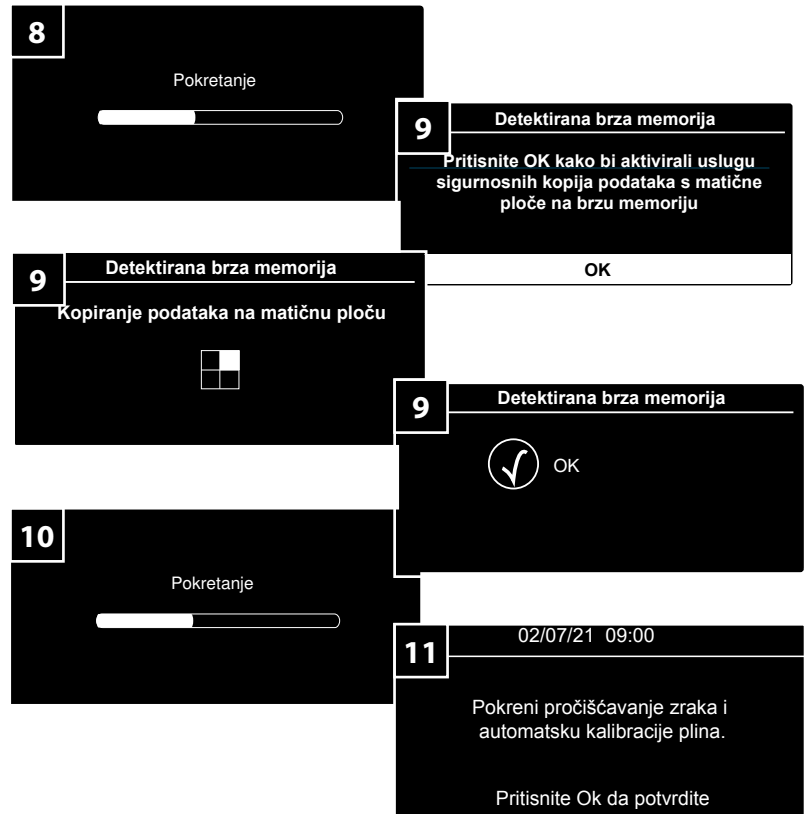 8
Pokretanje
9
Detektirana brza memorija
Pritisnite OK kako bi aktivirali uslugu
sigurnosnih kopija podataka s matične
ploče na brzu memoriju
OK
9
Detektirana brza memorija
Kopiranje podataka na matičnu ploču
9
Detektirana brza memorija
√ OK
10
Pokretanje
11
02/07/21 09:00
Pokreni pročišćavanje zraka i
automatsku kalibracije plina.
Pritisnite Ok da potvrdite